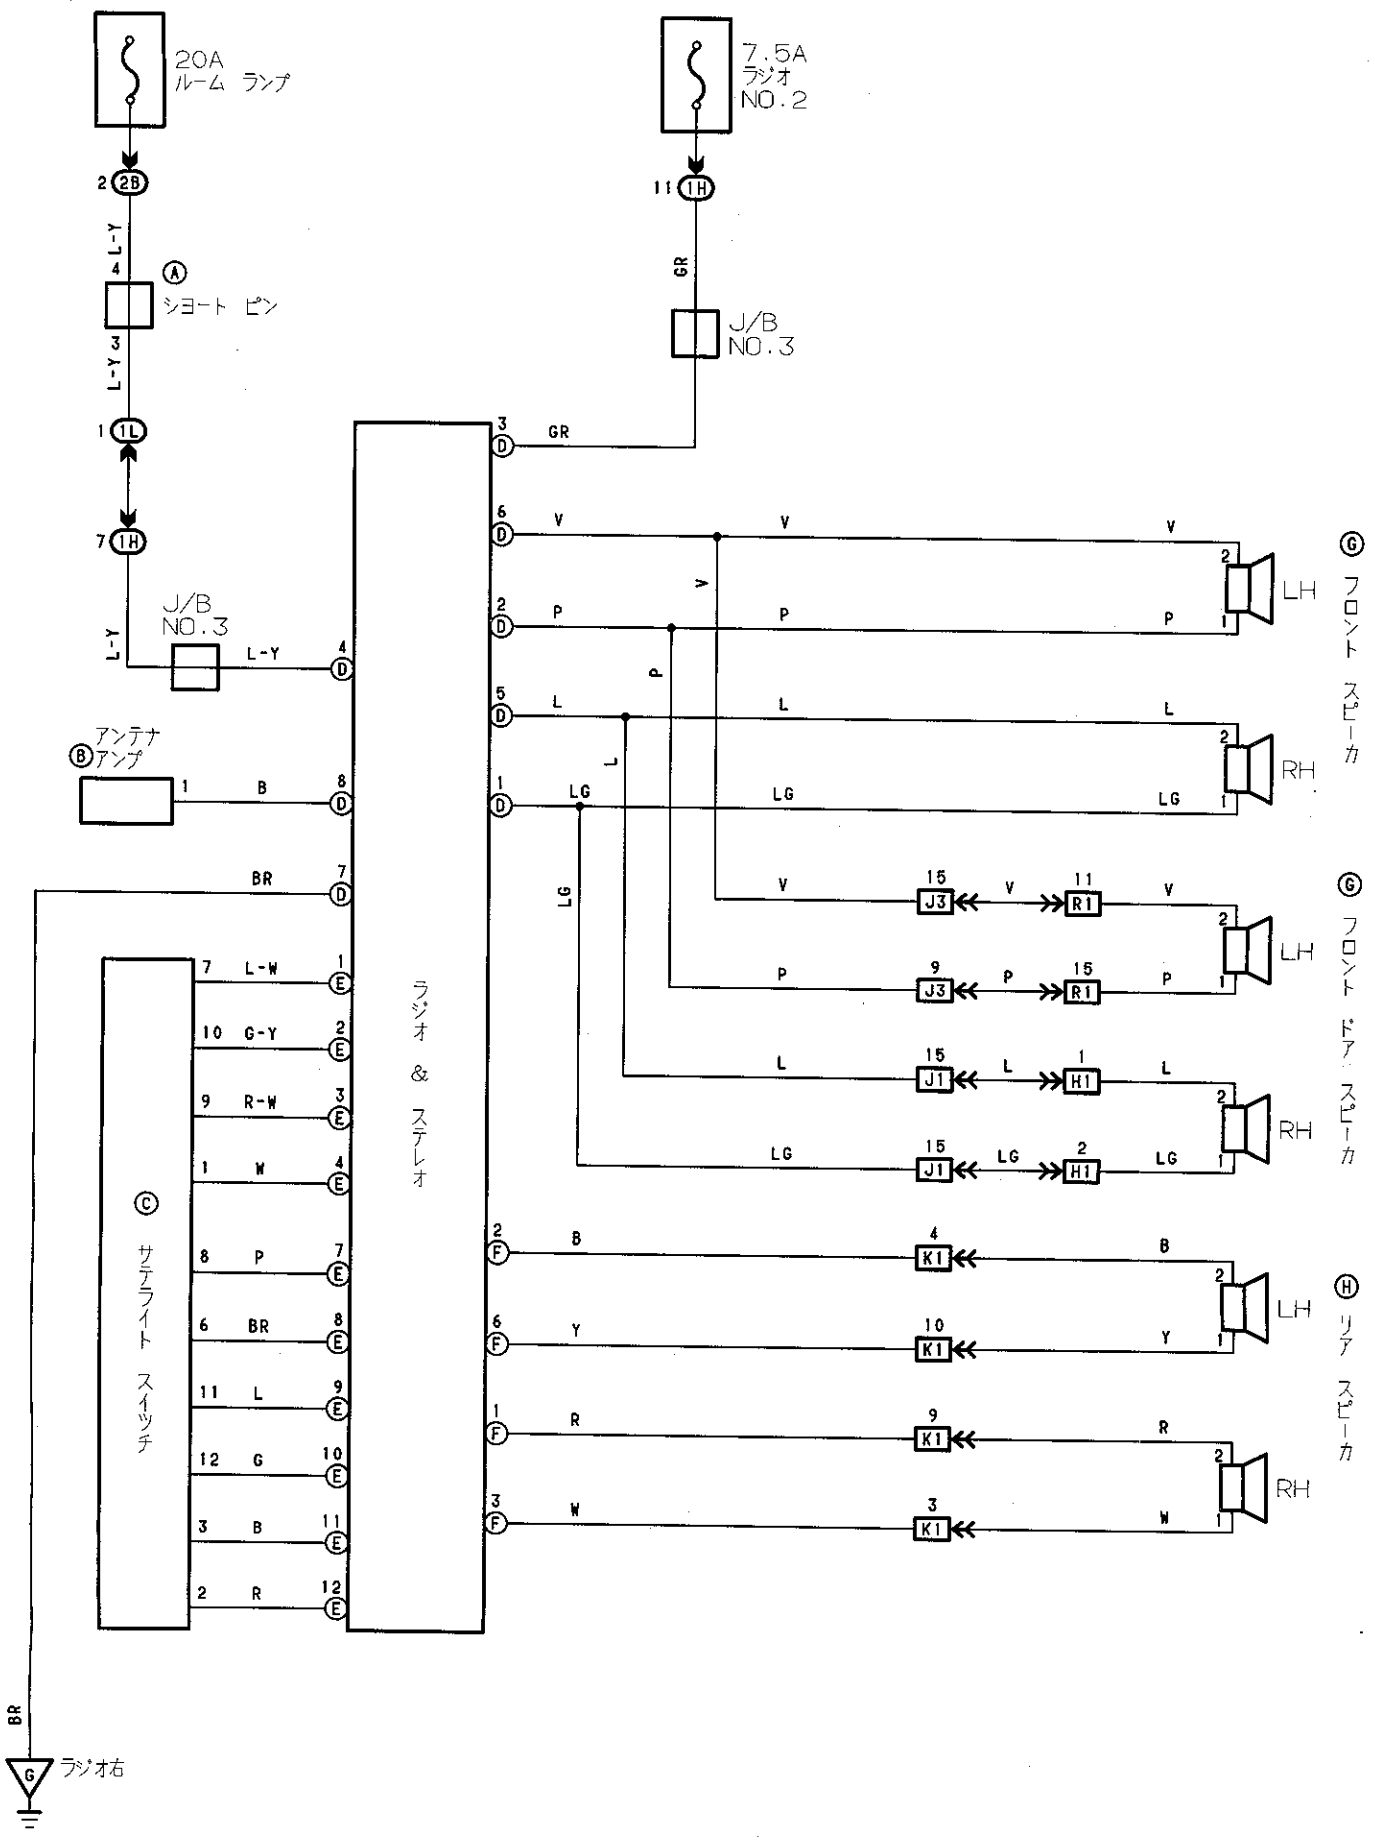 20A
ルーム ランプ
2 2B
L-Y
4
A
ショート ピン
3
L-Y
1 1L
7 1H
L-Y
J/B
NO.3
L-Y
4 D
7.5A
ラジオ
NO.2
11 1H
GR
J/B
NO.3
3 D GR
アンテナ
B アンプ
1 B 8 D
BR 7 D
7 L-W 1 E
10 G-Y 2 E
9 R-W 3 E
1 W 4 E
8 P 7 E
6 BR 8 E
11 L 9 E
12 G 10 E
3 B 11 E
2 R 12 E
C
サテライト スイッチ
ラジオ & ステレオ
6 D V V V 2
V
2 D P P P 1
P
LH
5 D L L L 2
L
1 D LG LG LG 1
LG
RH
G
フロント スピーカ
V 15 J3 V 11 R1 V 2
P 9 J3 P 15 R1 P 1
LH
L 15 J1 L 1 H1 L 2
LG 15 J1 LG 2 H1 LG 1
RH
G
フロント ドア スピーカ
2 F B 4 K1 B 2
6 F Y 10 K1 Y 1
LH
1 F R 9 K1 R 2
3 F W 3 K1 W 1
RH
H
リア スピーカ
BR
G ラジオ右